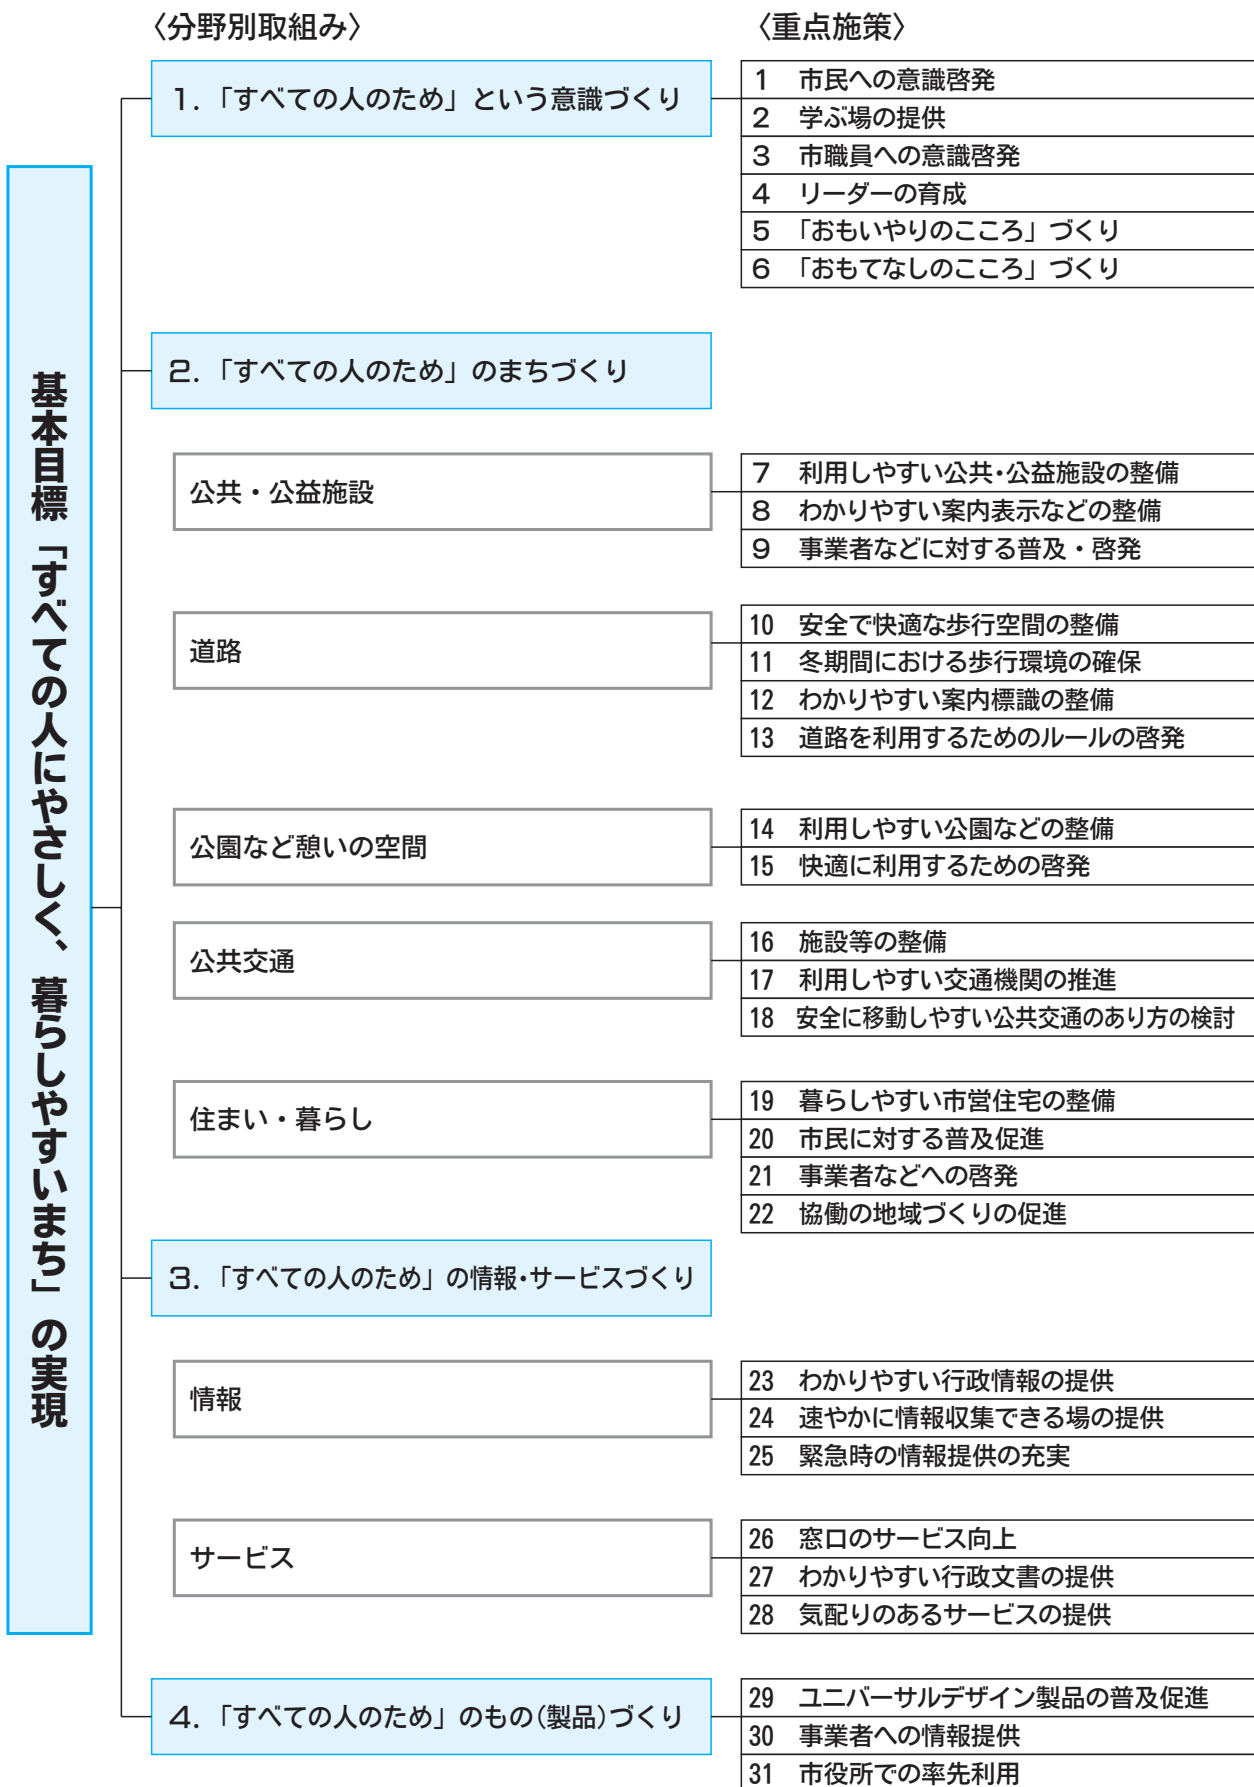 〈分野別取組み〉
〈重点施策〉
基本目標「すべての人にやさしく、暮らしやすいまち」の実現
1.「すべての人のため」という意識づくり
1 市民への意識啓発
2 学ぶ場の提供
3 市職員への意識啓発
4 リーダーの育成
5 「おもいやりのこころ」づくり
6 「おもてなしのこころ」づくり
2.「すべての人のため」のまちづくり
公共・公益施設
7 利用しやすい公共・公益施設の整備
8 わかりやすい案内表示などの整備
9 事業者などに対する普及・啓発
道路
10 安全で快適な歩行空間の整備
11 冬期間における歩行環境の確保
12 わかりやすい案内標識の整備
13 道路を利用するためのルールの啓発
公園など憩いの空間
14 利用しやすい公園などの整備
15 快適に利用するための啓発
公共交通
16 施設等の整備
17 利用しやすい交通機関の推進
18 安全に移動しやすい公共交通のあり方の検討
住まい・暮らし
19 暮らしやすい市営住宅の整備
20 市民に対する普及促進
21 事業者などへの啓発
22 協働の地域づくりの促進
3.「すべての人のため」の情報・サービスづくり
情報
23 わかりやすい行政情報の提供
24 速やかに情報収集できる場の提供
25 緊急時の情報提供の充実
サービス
26 窓口のサービス向上
27 わかりやすい行政文書の提供
28 気配りのあるサービスの提供
4.「すべての人のため」のもの(製品)づくり
29 ユニバーサルデザイン製品の普及促進
30 事業者への情報提供
31 市役所での率先利用